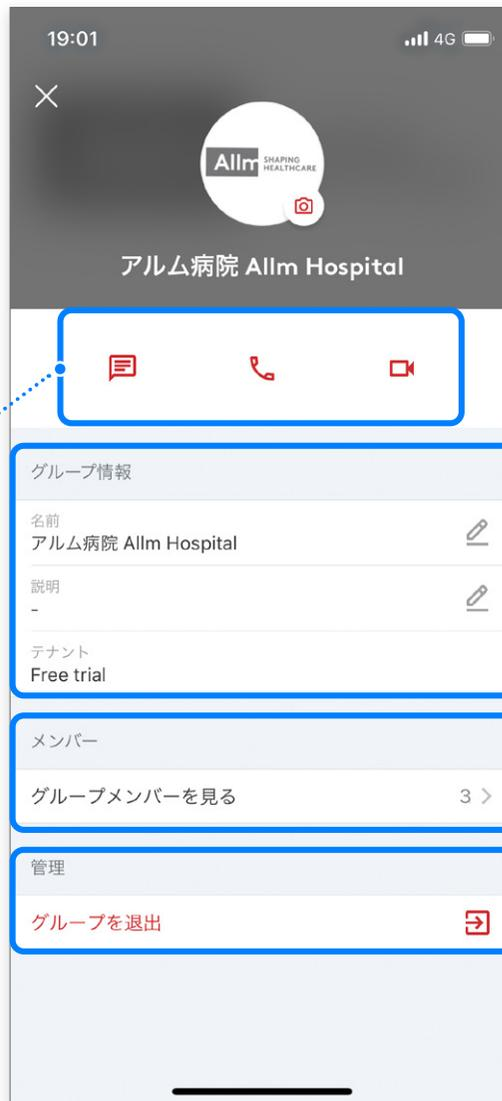 19:01
4G
Allm SHAPING
HEALTHCARE
アルム病院 Allm Hospital
グループ情報
名前
アルム病院 Allm Hospital
説明
-
テナント
Free trial
メンバー
グループメンバーを見る 3
管理
グループを退出